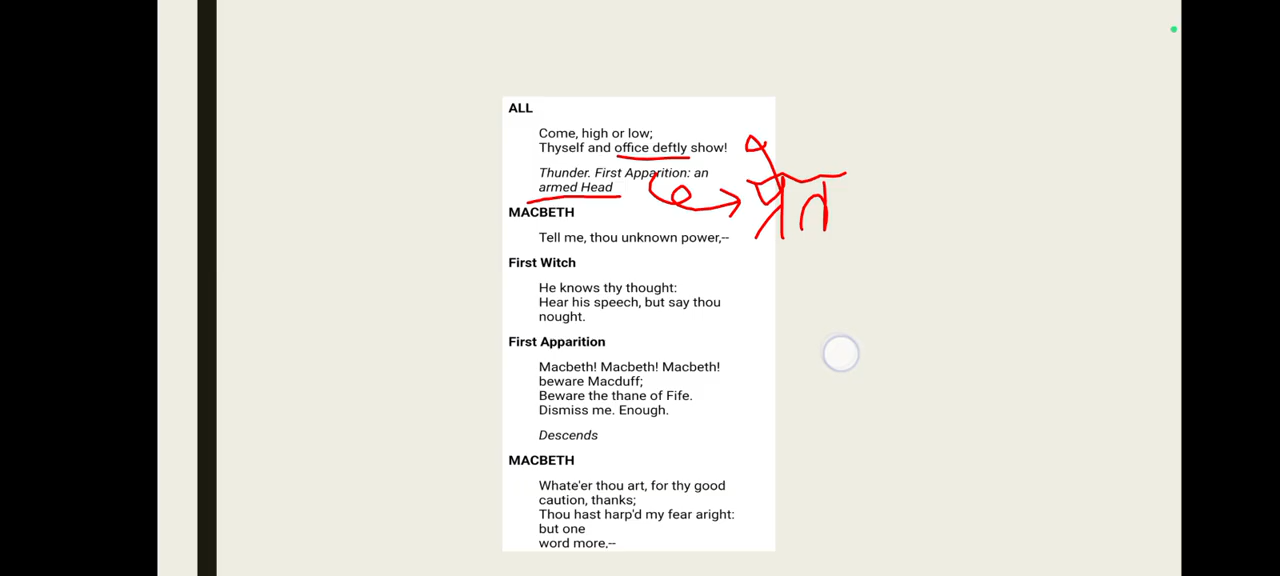 ALL
Come, high or low;
Thyself and office deftly show!
Thunder. First Apparition: an
armed Head
प्रेत
MACBETH
Tell me, thou unknown power,--
First Witch
He knows thy thought:
Hear his speech, but say thou
nought.
First Apparition
Macbeth! Macbeth! Macbeth!
beware Macduff;
Beware the thane of Fife.
Dismiss me. Enough.
Descends
MACBETH
Whate'er thou art, for thy good
caution, thanks;
Thou hast harp'd my fear aright:
but one
word more,--